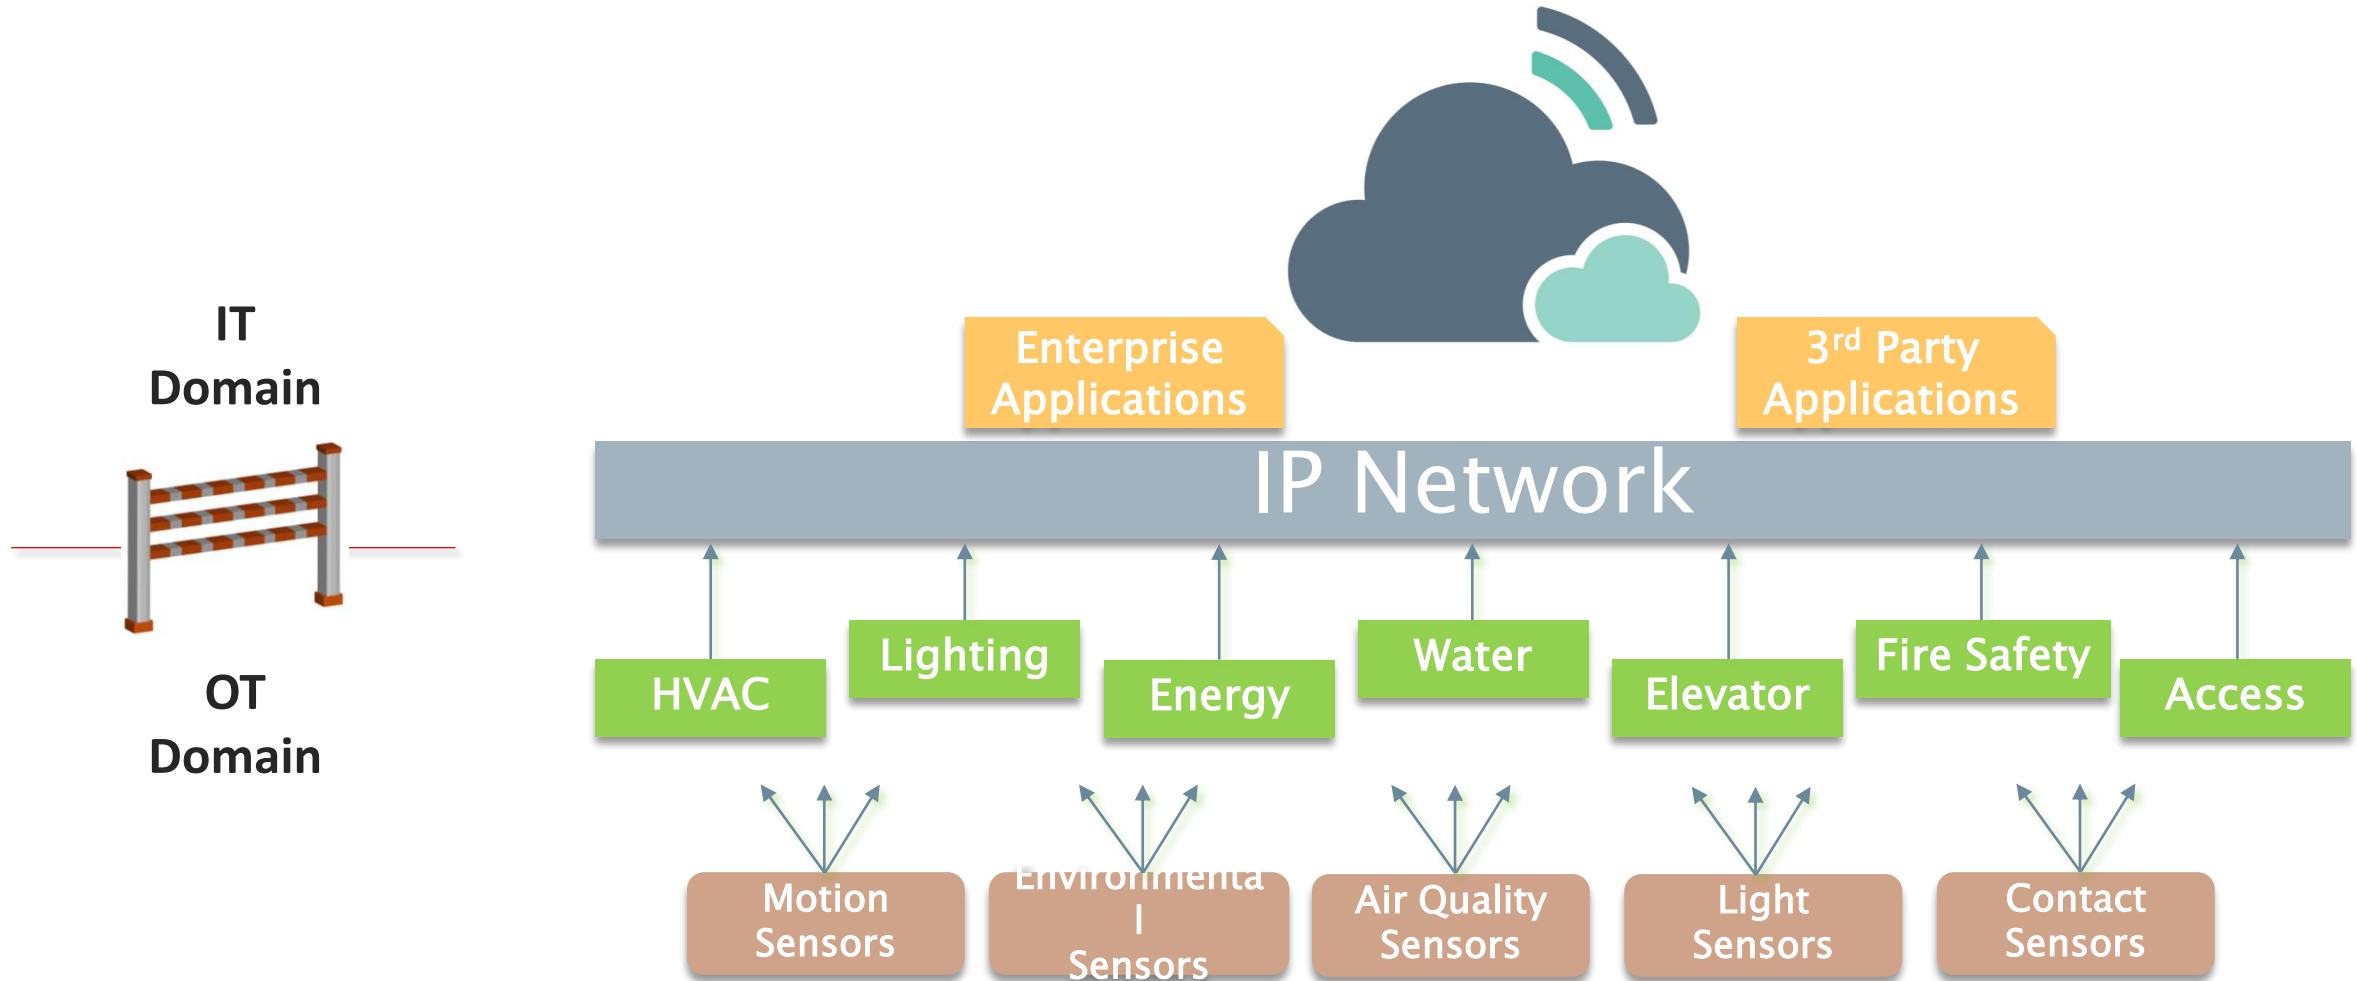 IT
Domain
OT
Domain
Enterprise
Applications
3rd Party
Applications
IP Network
HVAC
Lighting
Energy
Water
Elevator
Fire Safety
Access
Motion
Sensors
Environmenta
l
Sensors
Air Quality
Sensors
Light
Sensors
Contact
Sensors